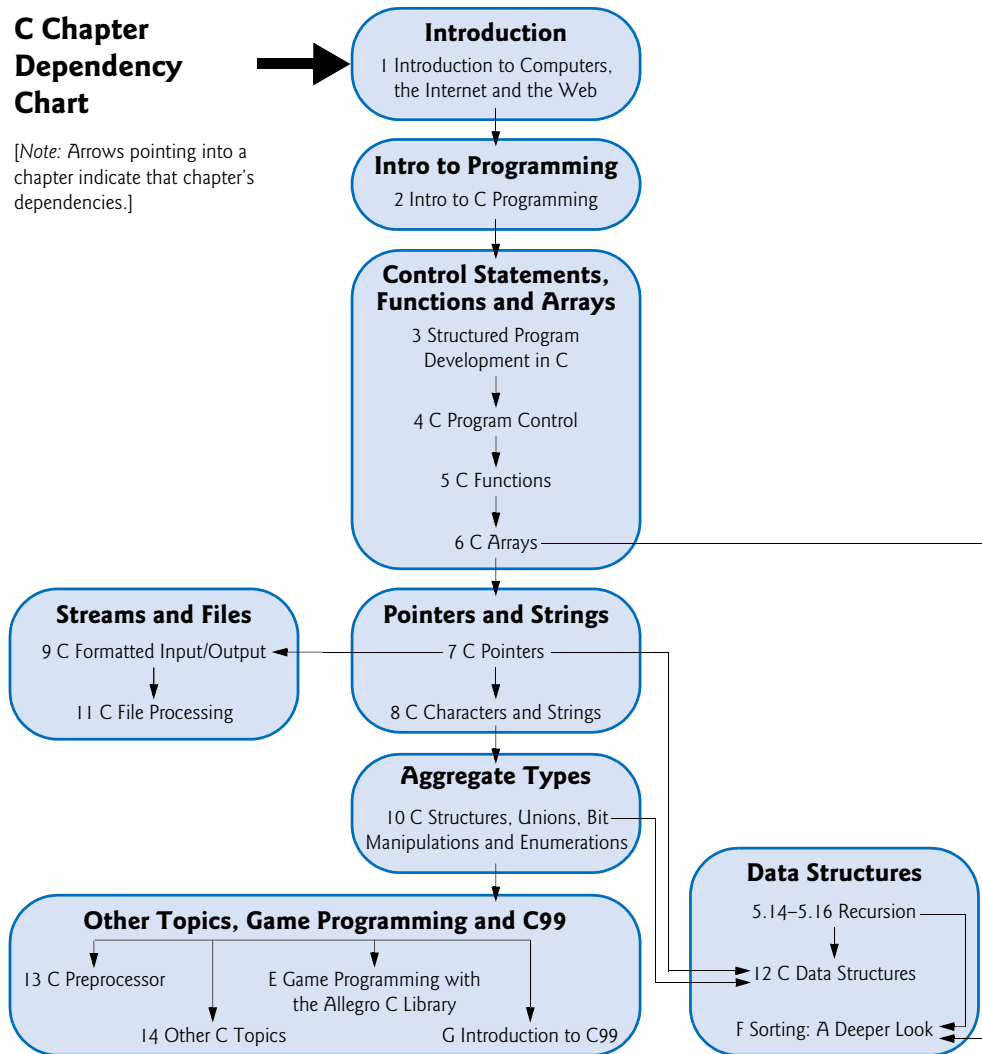 C Chapter
Dependency
Chart
[Note: Arrows pointing into a
chapter indicate that chapter's
dependencies.]
Introduction
1 Introduction to Computers,
the Internet and the Web
Intro to Programming
2 Intro to C Programming
Control Statements,
Functions and Arrays
3 Structured Program
Development in C
4 C Program Control
5 C Functions
6 C Arrays
Streams and Files
9 C Formatted Input/Output
11 C File Processing
Pointers and Strings
7 C Pointers
8 C Characters and Strings
Aggregate Types
10 C Structures, Unions, Bit
Manipulations and Enumerations
Other Topics, Game Programming and C99
13 C Preprocessor
14 Other C Topics
E Game Programming with
the Allegro C Library
G Introduction to C99
Data Structures
5.14–5.16 Recursion
12 C Data Structures
F Sorting: A Deeper Look